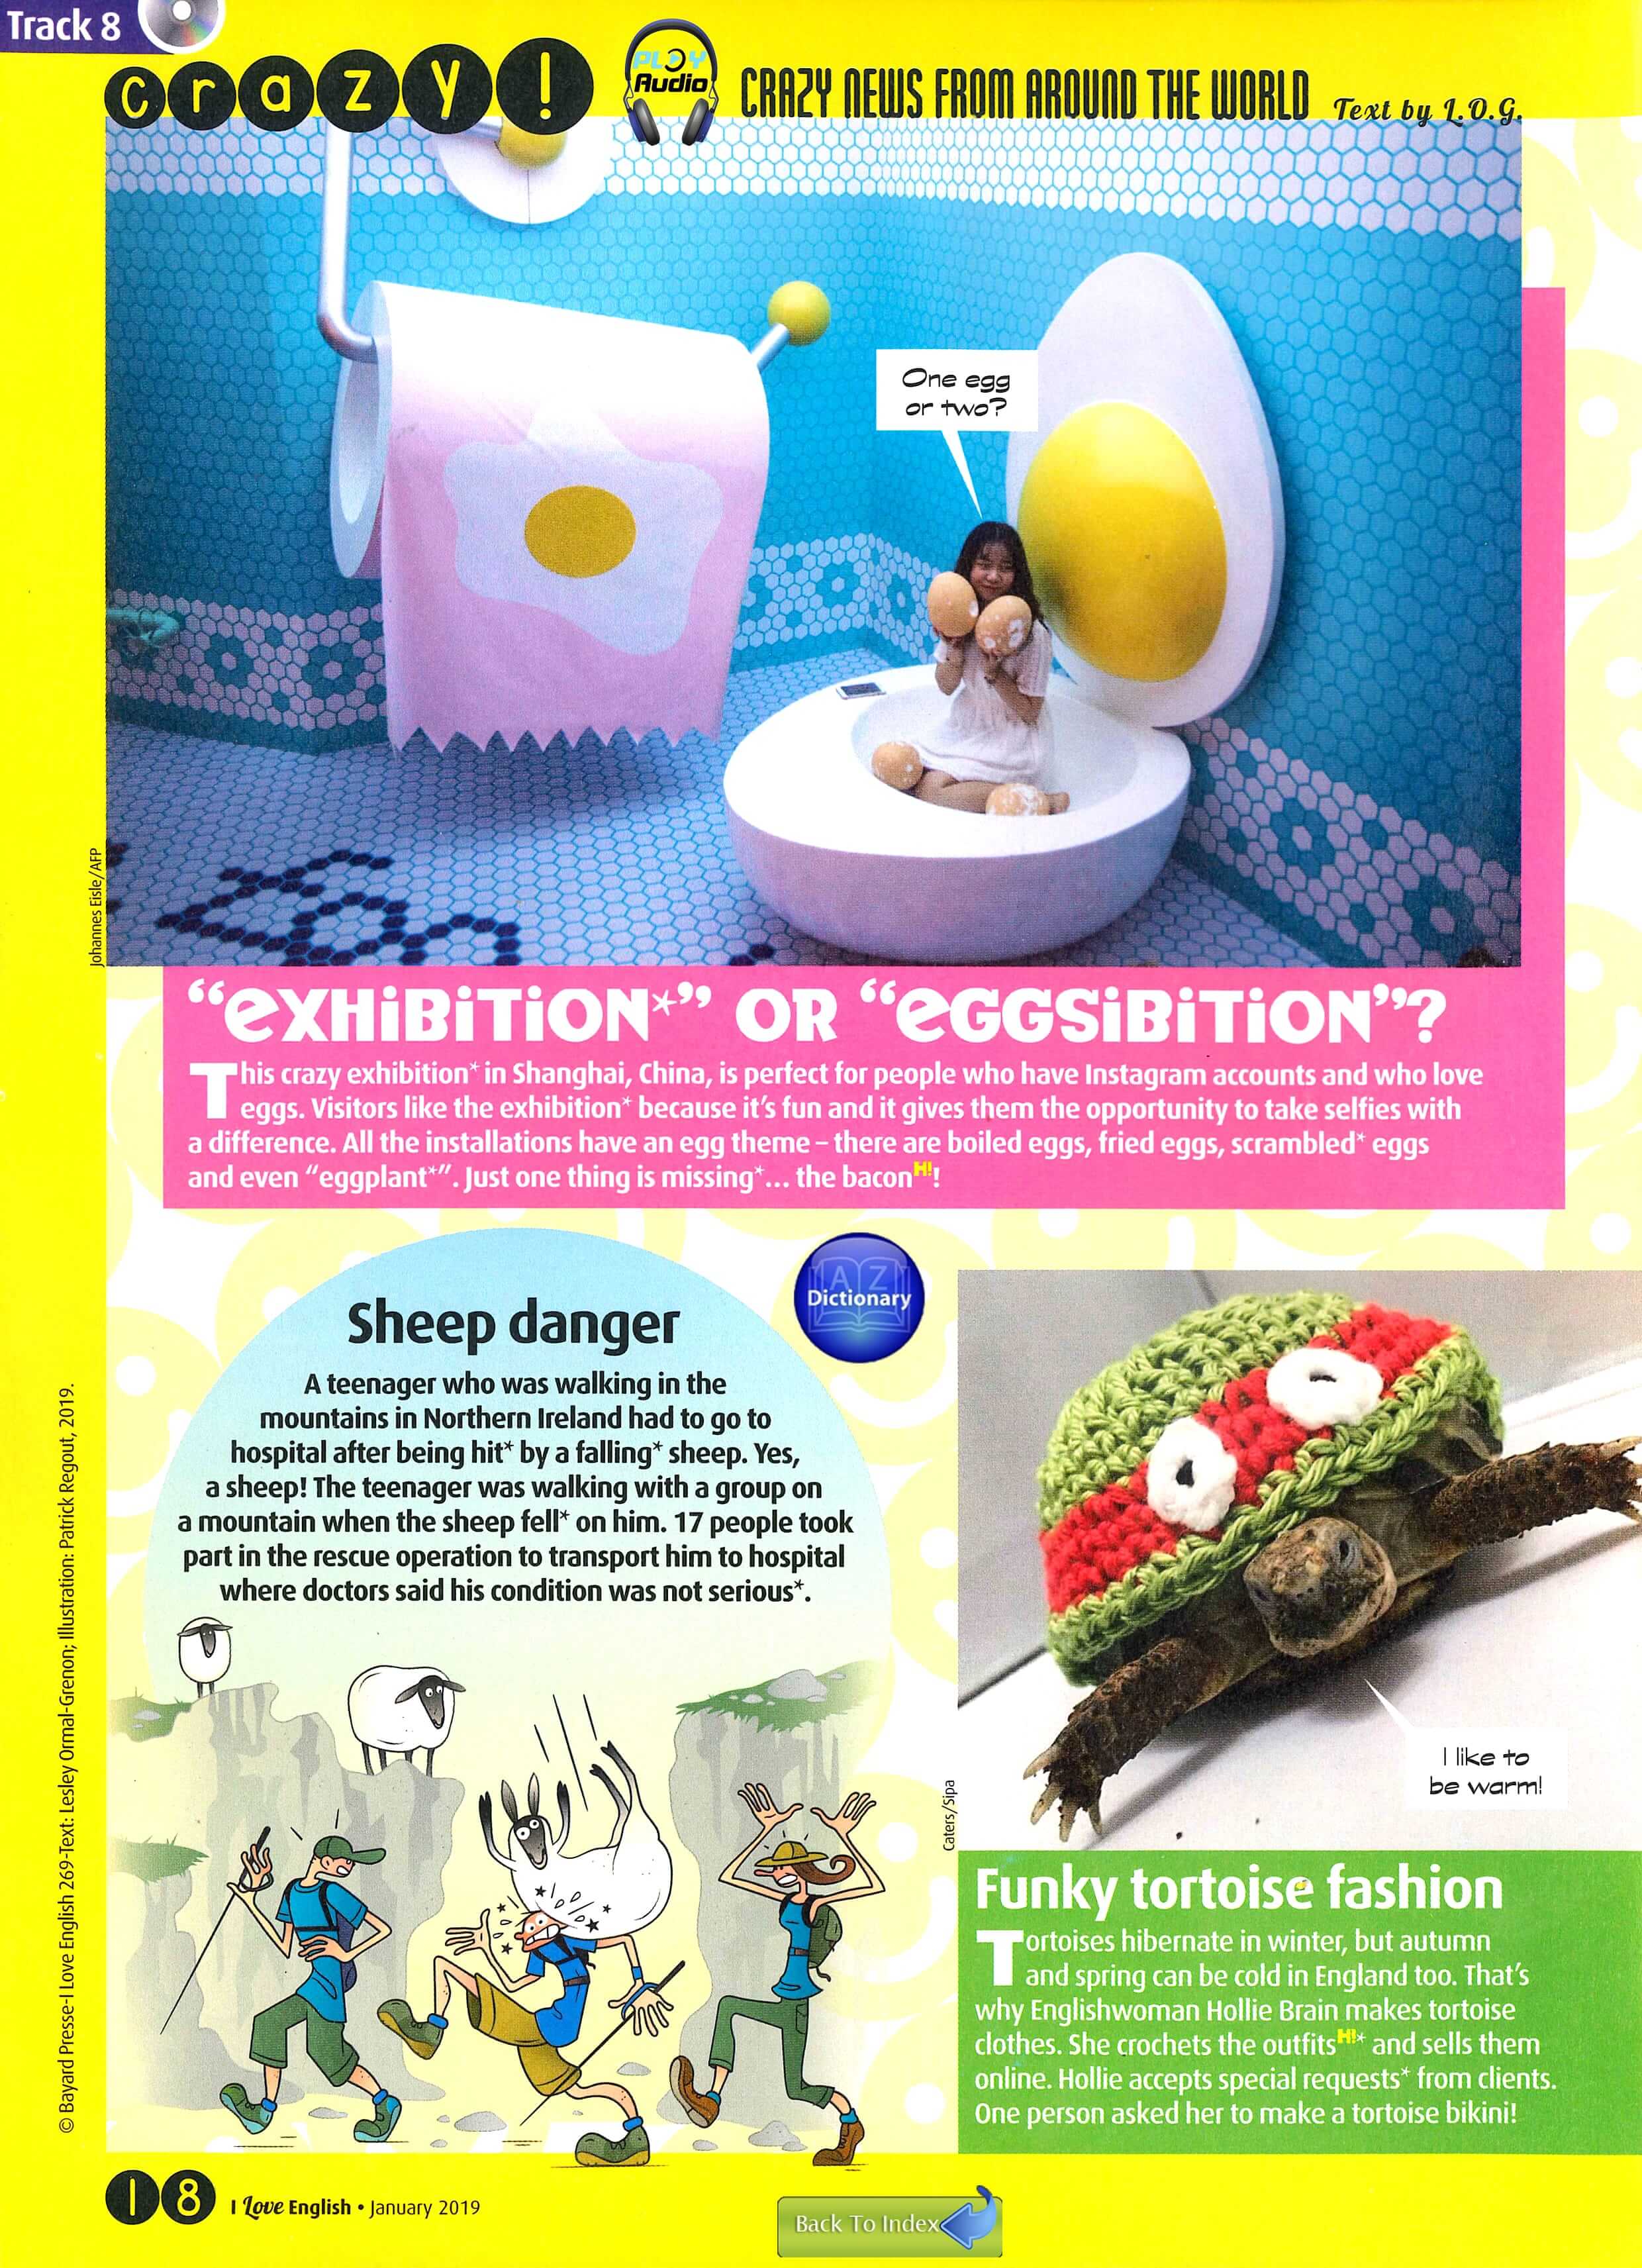 Track 8
crazy!
PLAY
Audio
CRAZY NEWS FROM AROUND THE WORLD
Text by L.O.G.
One egg
or two?
Johannes Eisle/AFP
“eXHiBiTiON*” OR “eGGSiBiTiON”?
This crazy exhibition* in Shanghai, China, is perfect for people who have Instagram accounts and who love
eggs. Visitors like the exhibition* because it’s fun and it gives them the opportunity to take selfies with
a difference. All the installations have an egg theme – there are boiled eggs, fried eggs, scrambled* eggs
and even “eggplant*”. Just one thing is missing*... the baconH!!
Sheep danger
A teenager who was walking in the
mountains in Northern Ireland had to go to
hospital after being hit* by a falling* sheep. Yes,
a sheep! The teenager was walking with a group on
a mountain when the sheep fell* on him. 17 people took
part in the rescue operation to transport him to hospital
where doctors said his condition was not serious*.
A Z
Dictionary
I like to
be warm!
Caters/Sipa
Funky tortoise fashion
Tortoises hibernate in winter, but autumn
and spring can be cold in England too. That’s
why Englishwoman Hollie Brain makes tortoise
clothes. She crochets the outfitsH!* and sells them
online. Hollie accepts special requests* from clients.
One person asked her to make a tortoise bikini!
© Bayard Presse-I Love English 269-Text: Lesley Ormal-Grenon; Illustration: Patrick Regout, 2019.
18
I Love English • January 2019
Back To Index